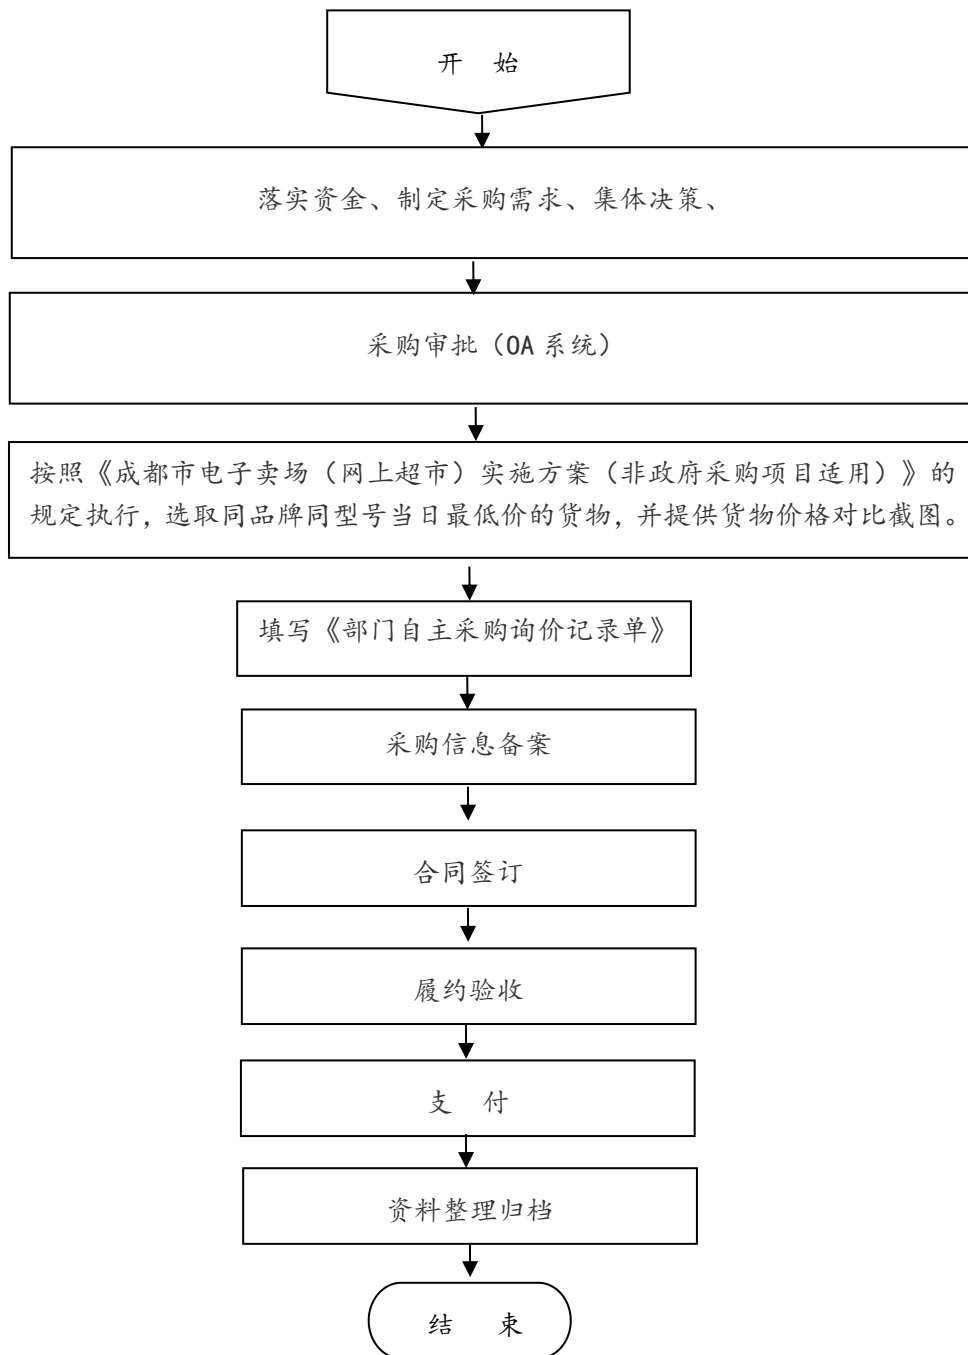 开 始
落实资金、制定采购需求、集体决策、
采购审批（OA 系统）
按照《成都市电子卖场（网上超市）实施方案（非政府采购项目适用）》的
规定执行，选取同品牌同型号当日最低价的货物，并提供货物价格对比截图。
填写《部门自主采购询价记录单》
采购信息备案
合同签订
履约验收
支 付
资料整理归档
结 束